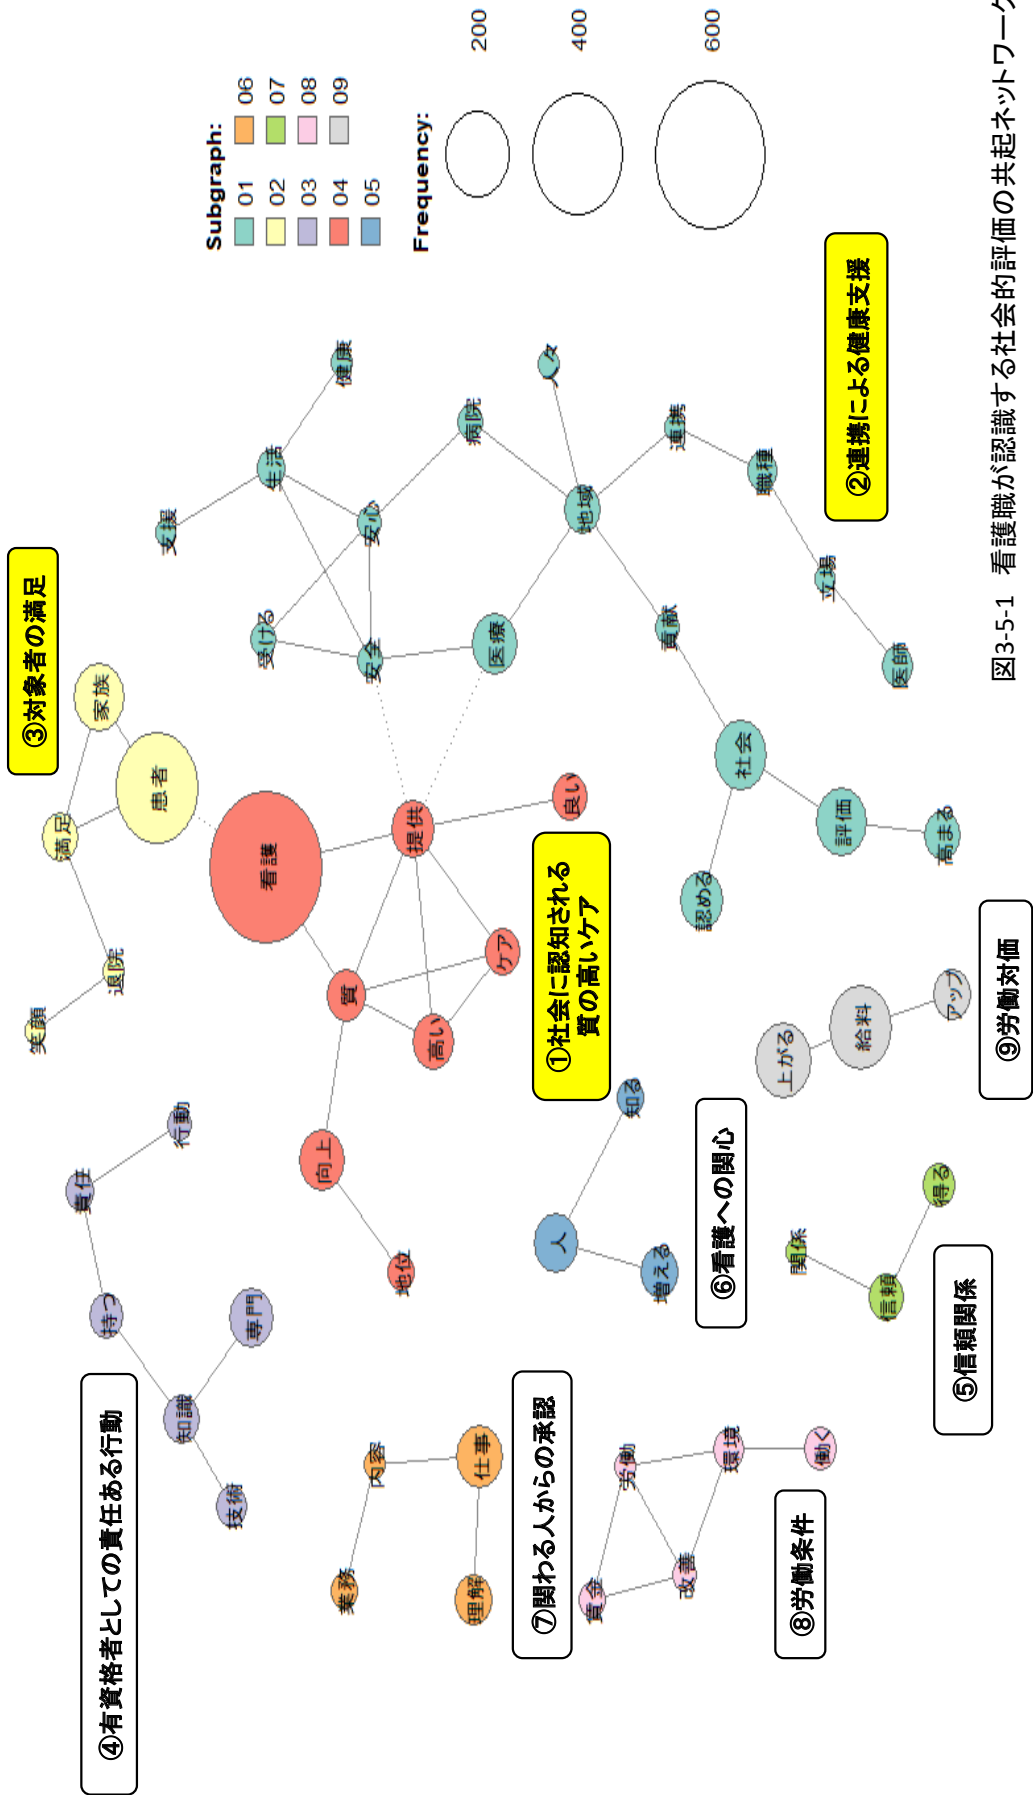 ③対象者の満足
笑顔
満足
家族
責任
持つ
退院
患者
④有資格者としての責任ある行動
行動
支援
知識
技術
専門
看護
受ける
生活
向上
質
業務
安全
安心
健康
内容
地位
提供
高い
Subgraph:
01
06
02
07
03
08
04
09
05
Frequency:
200
400
600
理解
仕事
ケア
医療
病院
⑦関わる人からの承認
人
良い
地域
人々
①社会に認知される
質の高いケア
賃金
労働
知る
増える
貢献
連携
改善
環境
認める
社会
職種
⑥看護への関心
⑧労働条件
働く
関係
上がる
評価
立場
②連携による健康支援
信頼
給料
医師
得る
アップ
高まる
⑤信頼関係
⑨労働対価
図3-5-1 看護職が認識する社会的評価の共起ネットワーク